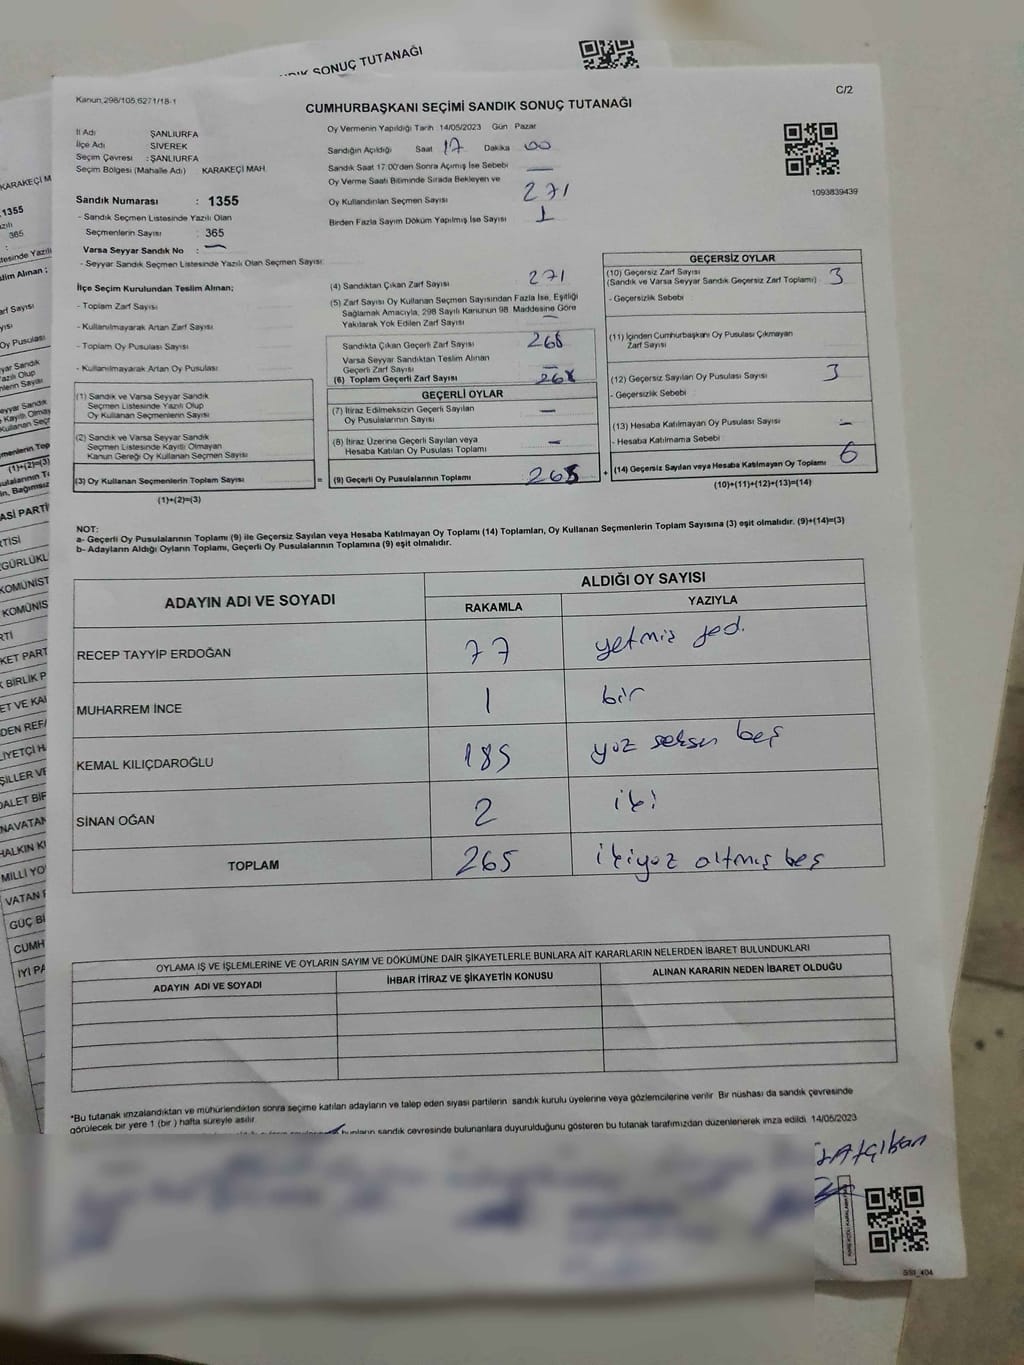 SONUÇ TUTANAĞI
C/2
Kanun,298/105,6271/18-1
CUMHURBAŞKANI SEÇİMİ SANDIK SONUÇ TUTANAĞI
İl Adı ŞANLIURFA
İlçe Adı SİVEREK
Seçim Çevresi : ŞANLIURFA
Seçim Bölgesi (Mahalle Adı) KARAKEÇİ MAH.
Oy Vermenin Yapıldığı Tarih 14/05/2023 Gün Pazar
Sandığın Açıldığı Saat 17 Dakika 00
Sandık Saat 17:00'den Sonra Açımış İse Sebebi —
Oy Verme Saati Bitiminde Sırada Bekleyen ve
Oy Kullandırılan Seçmen Sayısı 271
Birden Fazla Sayım Döküm Yapılmış İse Sayısı 1
1093839439
Sandık Numarası : 1355
- Sandık Seçmen Listesinde Yazılı Olan
Seçmenlerin Sayısı : 365
Varsa Seyyar Sandık No : —
- Seyyar Sandık Seçmen Listesinde Yazılı Olan Seçmen Sayısı
İlçe Seçim Kurulundan Teslim Alınan;
- Toplam Zarf Sayısı
- Kullanılmayarak Artan Zarf Sayısı
- Toplam Oy Pusulası Sayısı
- Kullanılmayarak Artan Oy Pusulası
(1) Sandık ve Varsa Seyyar Sandık
Seçmen Listesinde Yazılı Olup
Oy Kullanan Seçmenlerin Sayısı
(2) Sandık ve Varsa Seyyar Sandık
Seçmen Listesinde Kayıtlı Olmayan
Kanun Gereği Oy Kullanan Seçmen Sayısı
(3) Oy Kullanan Seçmenlerin Toplam Sayısı =
(1)+(2)=(3)
(4) Sandıktan Çıkan Zarf Sayısı 271
(5) Zarf Sayısı Oy Kullanan Seçmen Sayısından Fazla İse, Eşitliği
Sağlamak Amacıyla, 298 Sayılı Kanunun 98. Maddesine Göre
Yakılarak Yok Edilen Zarf Sayısı —
Sandıkta Çıkan Geçerli Zarf Sayısı 268
Varsa Seyyar Sandıktan Teslim Alınan
Geçerli Zarf Sayısı —
(6) Toplam Geçerli Zarf Sayısı 268
GEÇERLİ OYLAR
(7) İtiraz Edilmeksizin Geçerli Sayılan
Oy Pusulalarının Sayısı —
(8) İtiraz Üzerine Geçerli Sayılan veya
Hesaba Katılan Oy Pusulası Toplamı —
(9) Geçerli Oy Pusulalarının Toplamı 265 +
GEÇERSİZ OYLAR
(10) Geçersiz Zarf Sayısı
(Sandık ve Varsa Seyyar Sandık Geçersiz Zarf Toplamı) 3
- Geçersizlik Sebebi
(11) İçinden Cumhurbaşkanı Oy Pusulası Çıkmayan
Zarf Sayısı
(12) Geçersiz Sayılan Oy Pusulası Sayısı 3
- Geçersizlik Sebebi
(13) Hesaba Katılmayan Oy Pusulası Sayısı —
- Hesaba Katılmama Sebebi
(14) Geçersiz Sayılan veya Hesaba Katılmayan Oy Toplamı 6
(10)+(11)+(12)+(13)=(14)
NOT:
a- Geçerli Oy Pusulalarının Toplamı (9) ile Geçersiz Sayılan veya Hesaba Katılmayan Oy Toplamı (14) Toplamları, Oy Kullanan Seçmenlerin Toplam Sayısına (3) eşit olmalıdır. (9)+(14)=(3)
b- Adayların Aldığı Oyların Toplamı, Geçerli Oy Pusulalarının Toplamına (9) eşit olmalıdır.
ADAYIN ADI VE SOYADI ALDIĞI OY SAYISI
RAKAMLA YAZIYLA
RECEP TAYYİP ERDOĞAN 77 yetmiş yed.
MUHARREM İNCE 1 bir
KEMAL KILIÇDAROĞLU 185 yüz seksen beş
SİNAN OĞAN 2 iki
TOPLAM 265 ikiyüz altmış beş
OYLAMA İŞ VE İŞLEMLERİNE VE OYLARIN SAYIM VE DÖKÜMÜNE DAİR ŞİKAYETLERLE BUNLARA AİT KARARLARIN NELERDEN İBARET BULUNDUKLARI
ADAYIN ADI VE SOYADI İHBAR İTİRAZ VE ŞİKAYETİN KONUSU ALINAN KARARIN NEDEN İBARET OLDUĞU
*Bu tutanak imzalandıktan ve mühürlendikten sonra seçime katılan adayların ve talep eden siyasi partilerin sandık kurulu üyelerine veya gözlemcilerine verilir. Bir nüshası da sandık çevresinde
görülecek bir yere 1 (bir) hafta süreyle asılır.
bunların sandık çevresinde bulunanlara duyurulduğunu gösteren bu tutanak tarafımızdan düzenlenerek imza edildi. 14/05/2023